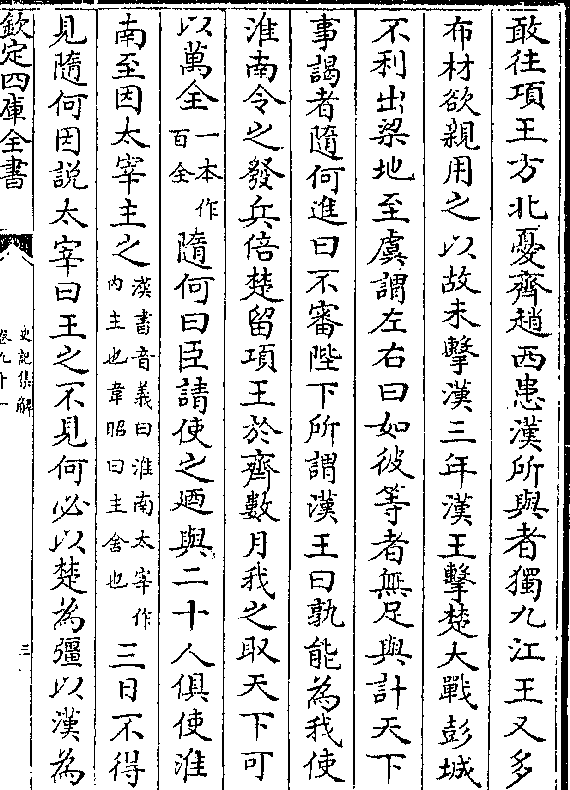 敢往項王方北憂齊趙西患漢所與者獨九江王又多
布材欲親用之以故未擊漢三年漢王擊楚大戰彭城
不利出梁地至虞謂左右曰如彼等者無足與計天下
事謁者隨何進曰不審陛下所謂漢王曰孰能為我使
淮南令之發兵倍楚留項王於齊數月我之取天下可
以萬全一本作百全隨何曰臣請使之廼與二十人俱使淮
南至因太宰主之漢書音義曰淮南太宰作內主也韋昭曰主舍也三日不得
見隨何因説太宰曰王之不見何必以楚為彊以漢為
欽定四庫全書
史記集解
卷九十一
三